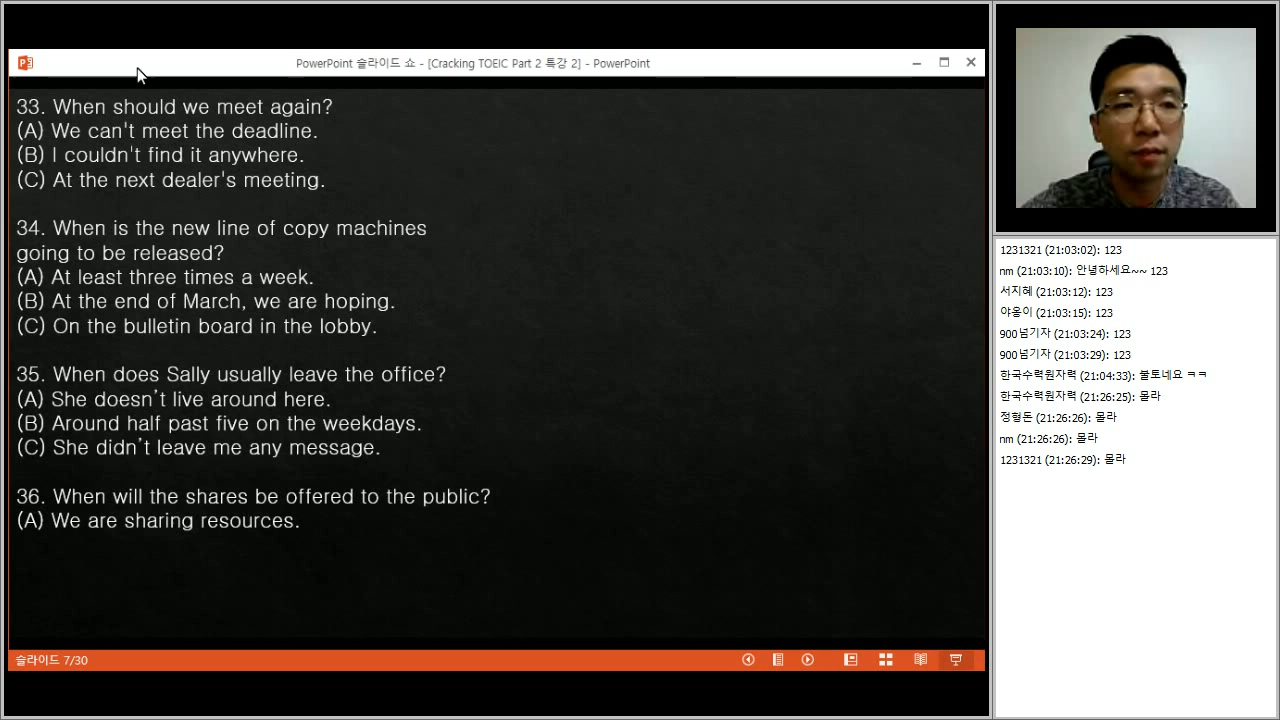 PowerPoint 슬라이드 쇼 - [Cracking TOEIC Part 2 특강 2] - PowerPoint
33. When should we meet again?
(A) We can't meet the deadline.
(B) I couldn't find it anywhere.
(C) At the next dealer's meeting.
34. When is the new line of copy machines
going to be released?
(A) At least three times a week.
(B) At the end of March, we are hoping.
(C) On the bulletin board in the lobby.
35. When does Sally usually leave the office?
(A) She doesn’t live around here.
(B) Around half past five on the weekdays.
(C) She didn’t leave me any message.
36. When will the shares be offered to the public?
(A) We are sharing resources.
슬라이드 7/30
1231321 (21:03:02): 123
nm (21:03:10): 안녕하세요~~ 123
서지혜 (21:03:12): 123
야옹이 (21:03:15): 123
900넘기자 (21:03:24): 123
900넘기자 (21:03:29): 123
한국수력원자력 (21:04:33): 불토네요 ㅋㅋ
한국수력원자력 (21:26:25): 몰라
정형돈 (21:26:26): 몰라
nm (21:26:26): 몰라
1231321 (21:26:29): 몰라